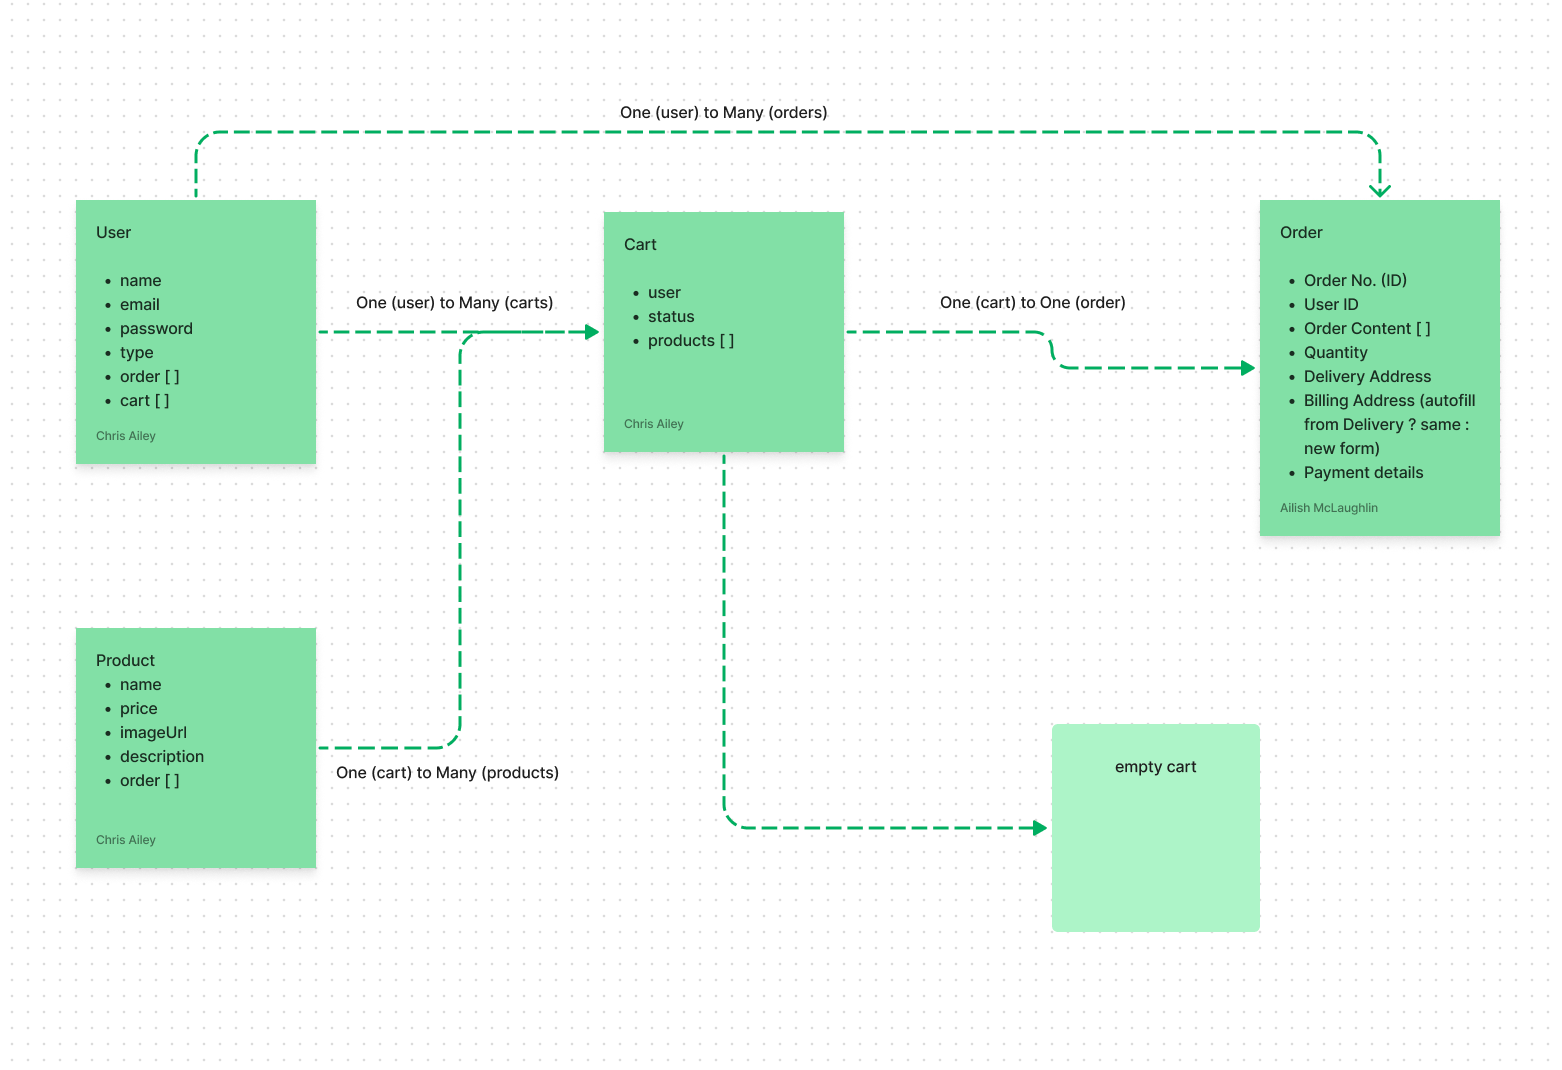 One (user) to Many (orders)
User
• name
• email
• password
• type
• order [ ]
• cart [ ]
Chris Ailey
One (user) to Many (carts)
Cart
• user
• status
• products [ ]
Chris Ailey
One (cart) to One (order)
Order
• Order No. (ID)
• User ID
• Order Content [ ]
• Quantity
• Delivery Address
• Billing Address (autofill
from Delivery ? same :
new form)
• Payment details
Ailish McLaughlin
Product
• name
• price
• imageUrl
• description
• order [ ]
Chris Ailey
One (cart) to Many (products)
empty cart